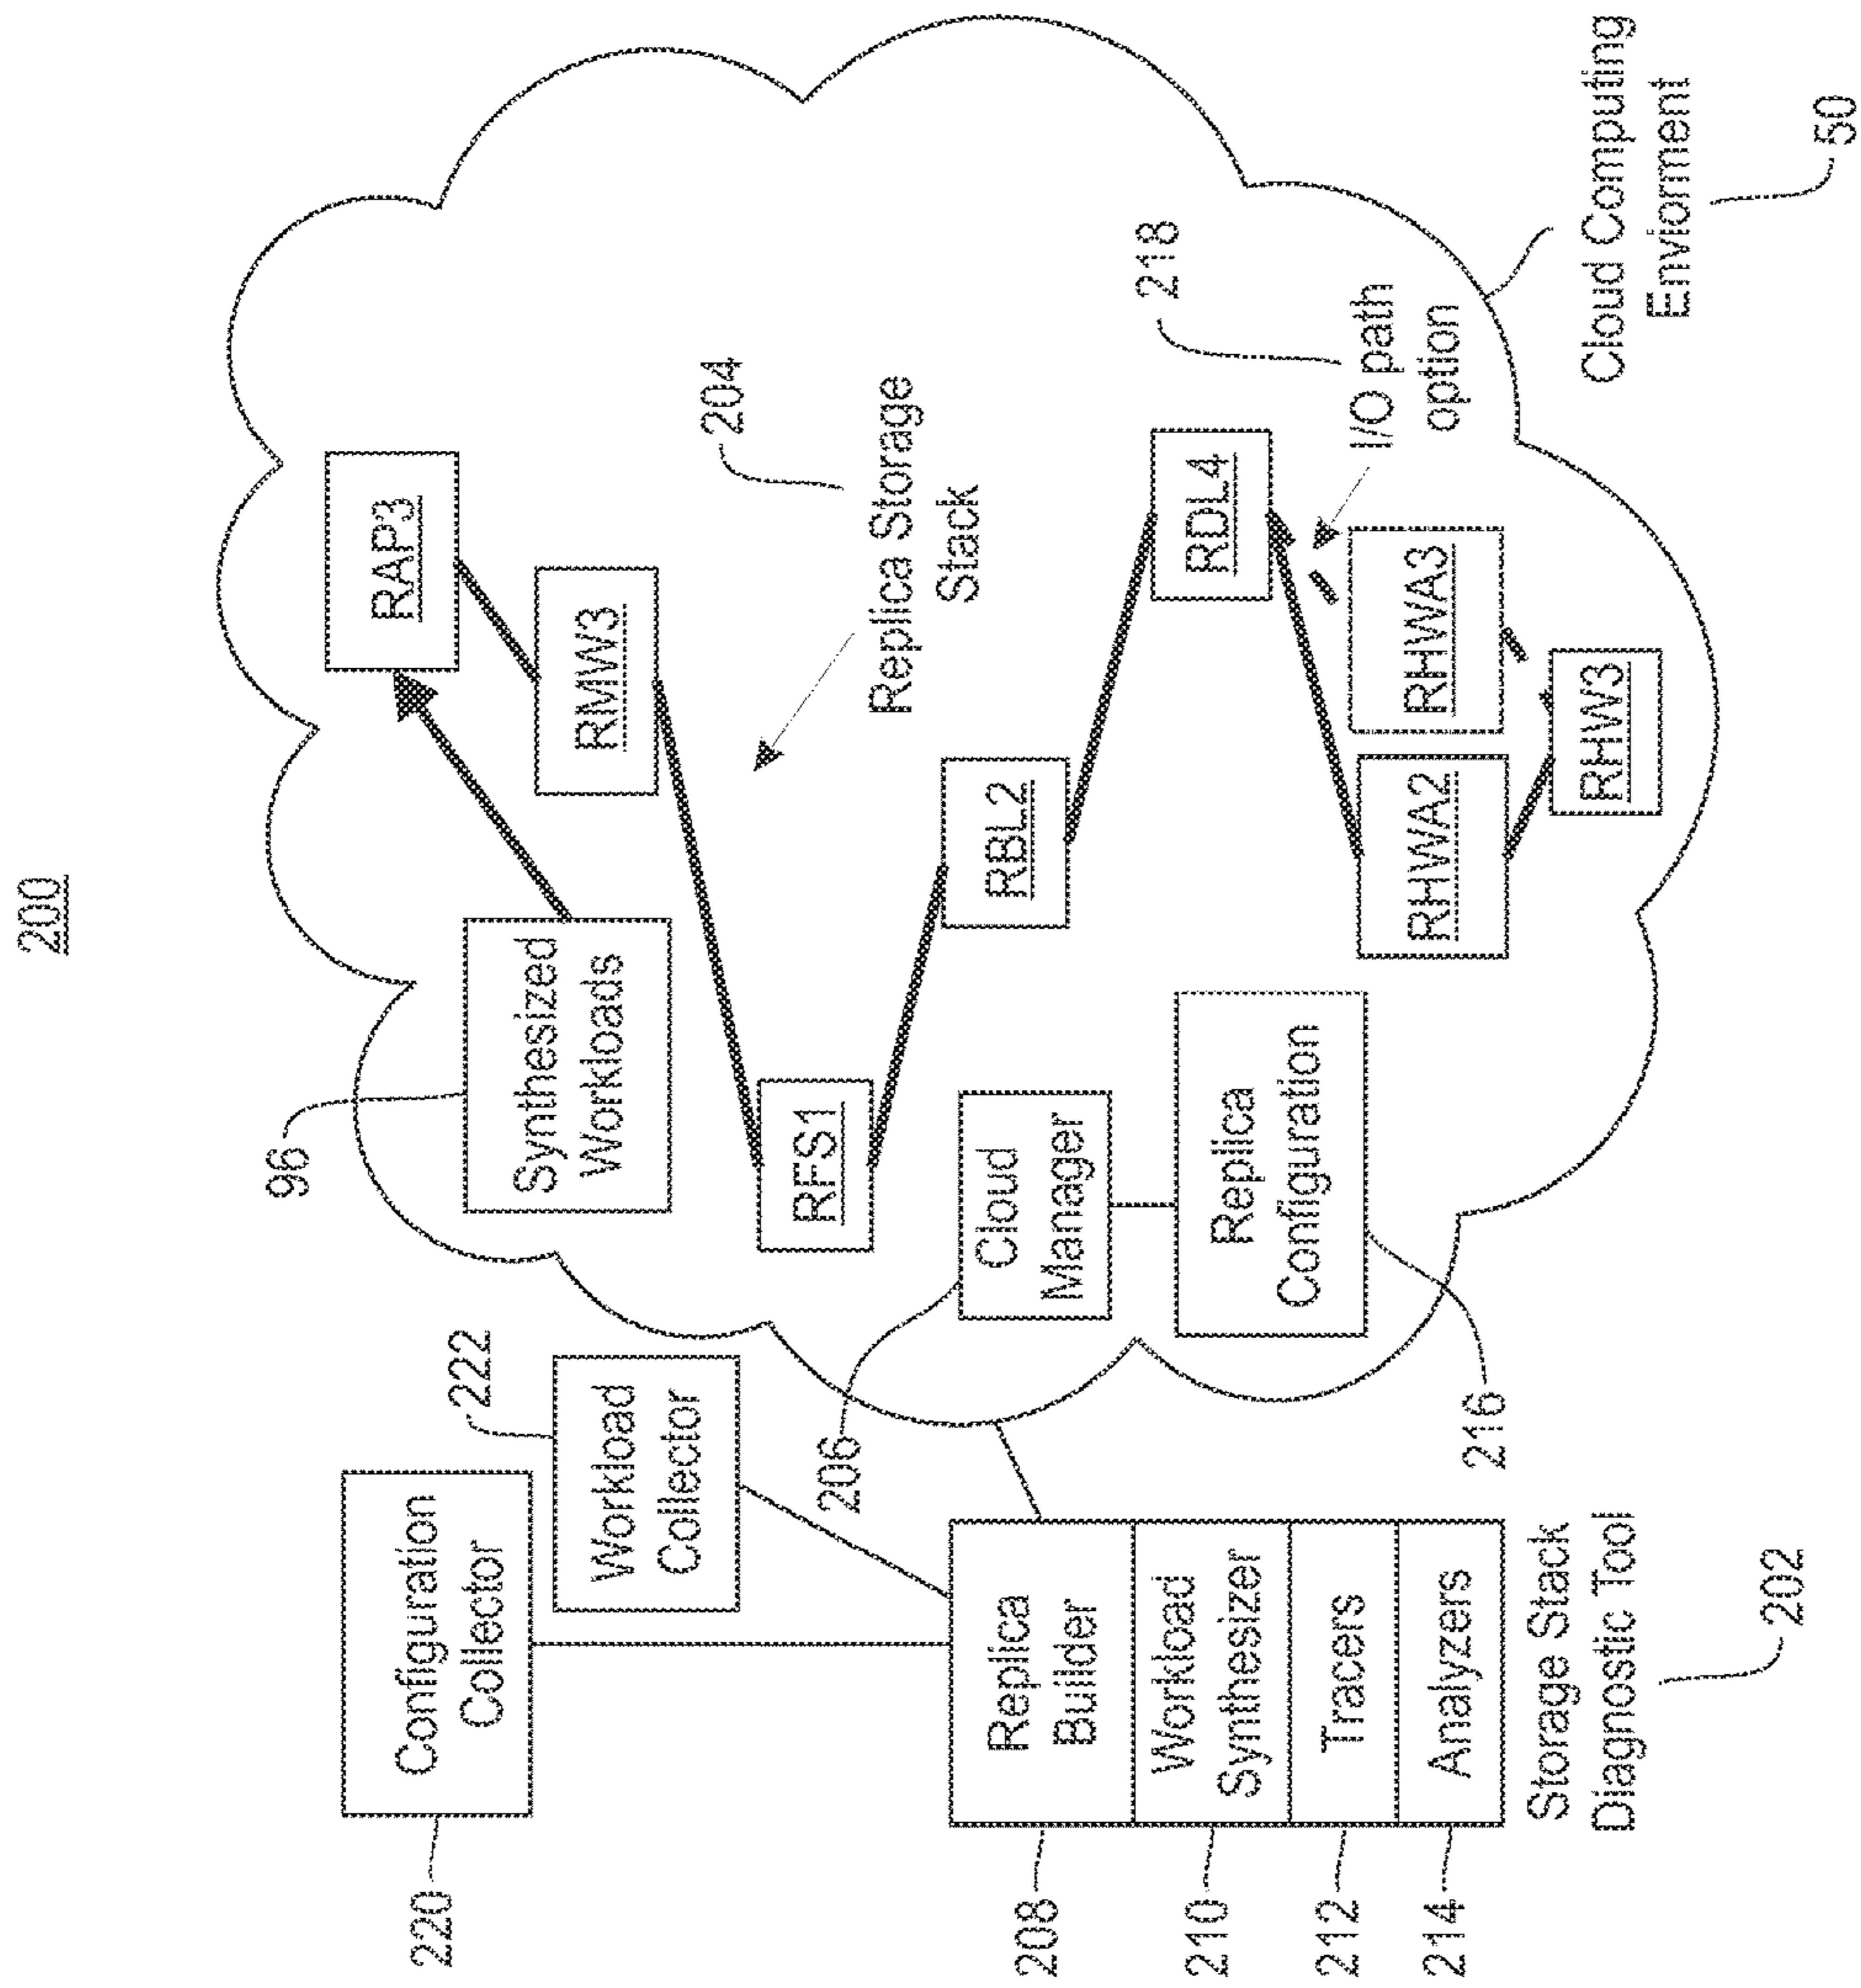 200
220
Configuration
Collector
222
Workload
Collector
96
Synthesized
Workloads
RAP3
RMW3
204
Replica Storage
Stack
RFS1
RBL2
RDL4
218
I/O path
option
RHWA2
RHWA3
RHW3
206
Cloud
Manager
Replica
Configuration
216
208
Replica
Builder
210
Workload
Synthesizer
212
Tracers
214
Analyzers
Storage Stack
Diagnostic Tool
202
Cloud Computing
Enviorment
50